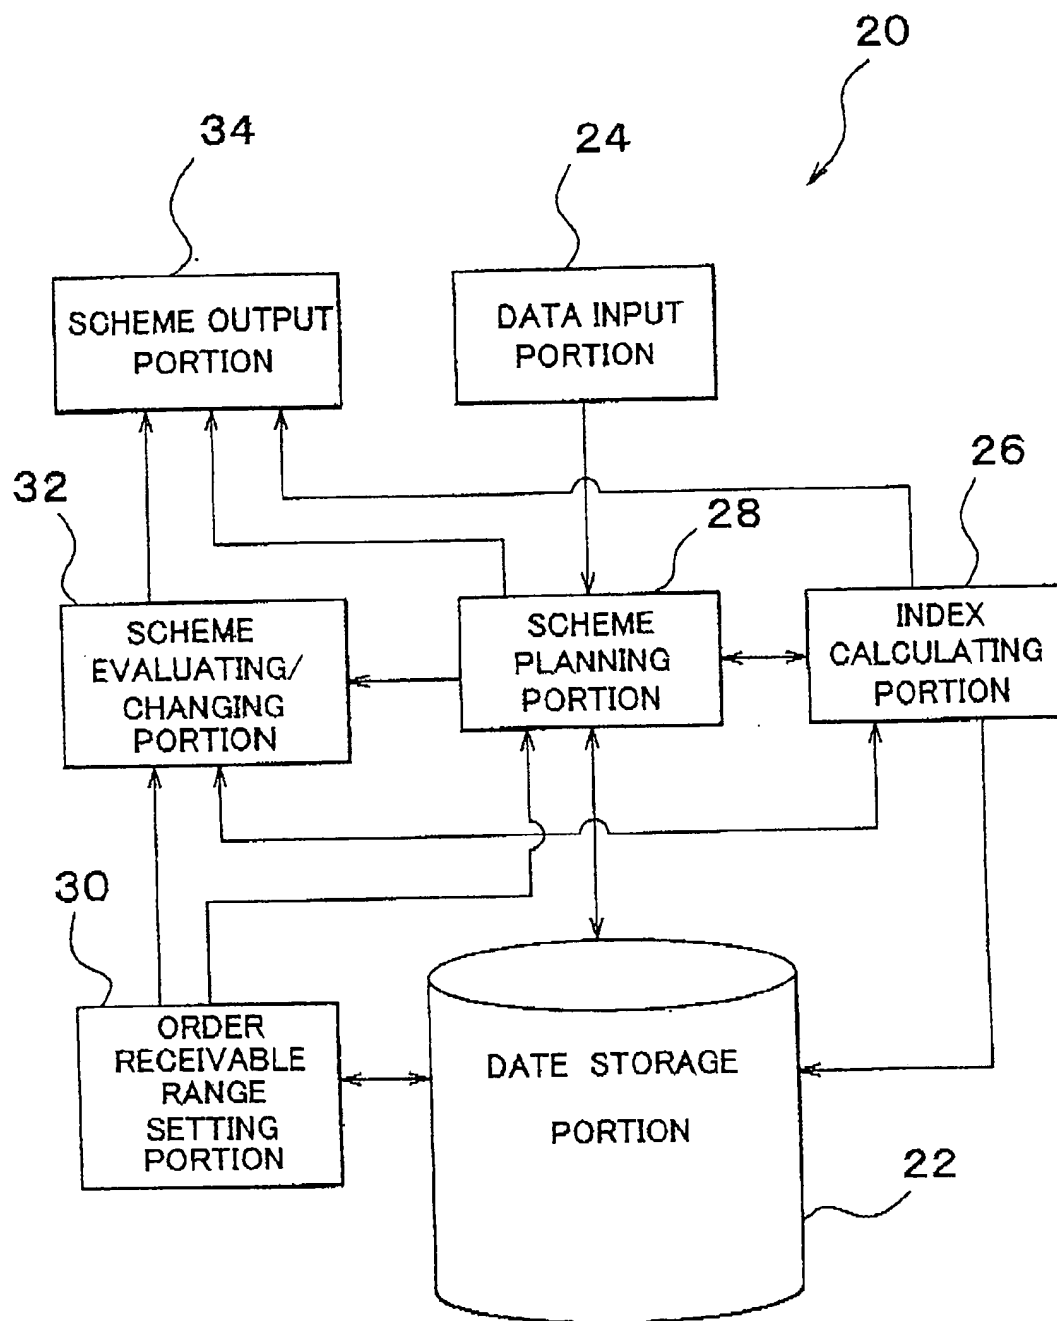 20
34
24
SCHEME OUTPUT
PORTION
DATA INPUT
PORTION
32
28
26
SCHEME
EVALUATING/
CHANGING
PORTION
SCHEME
PLANNING
PORTION
INDEX
CALCULATING
PORTION
30
ORDER
RECEIVABLE
RANGE
SETTING
PORTION
DATE STORAGE
PORTION
22